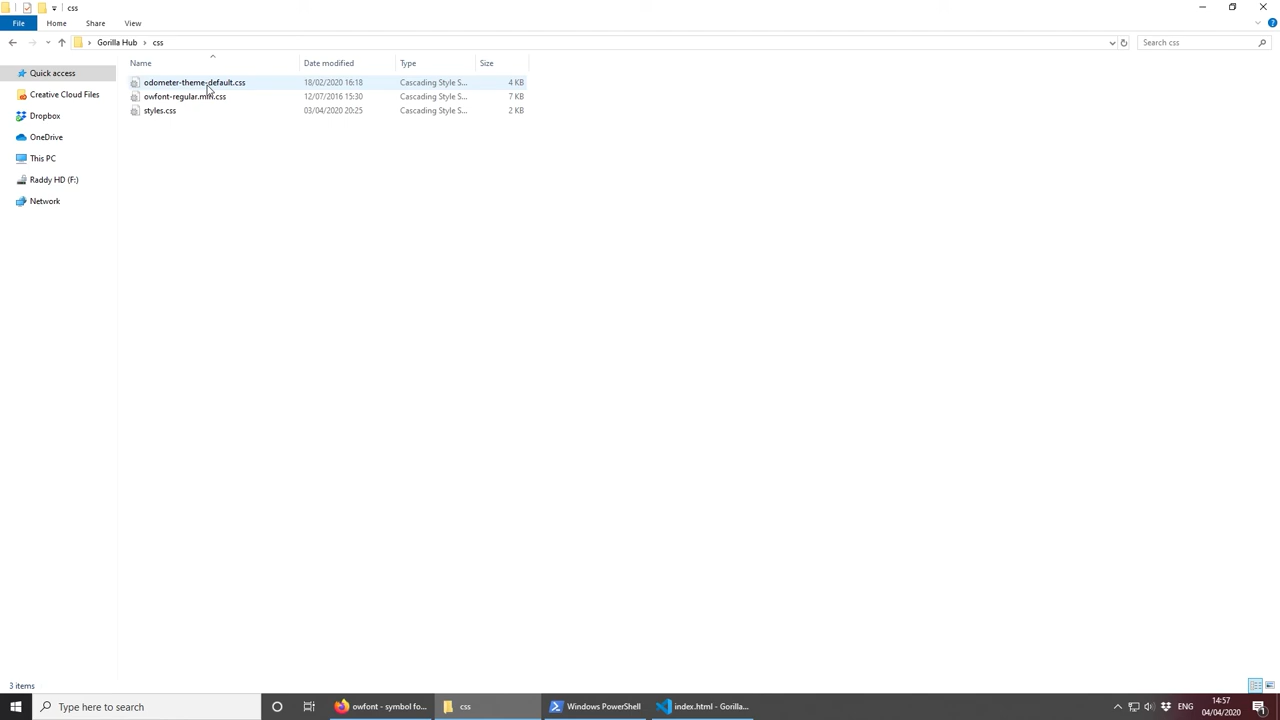 css
File Home Share View
Gorilla Hub css Search css
Name Date modified Type Size
Quick access
Creative Cloud Files
Dropbox
OneDrive
This PC
Raddy HD (F:)
Network
odometer-theme-default.css 18/02/2020 16:18 Cascading Style S... 4 KB
owfont-regular.min.css 12/07/2016 15:30 Cascading Style S... 7 KB
styles.css 03/04/2020 20:25 Cascading Style S... 2 KB
3 items
Type here to search owfont - symbol fo... css Windows PowerShell index.html - Gorilla... ENG 14:57
04/04/2020